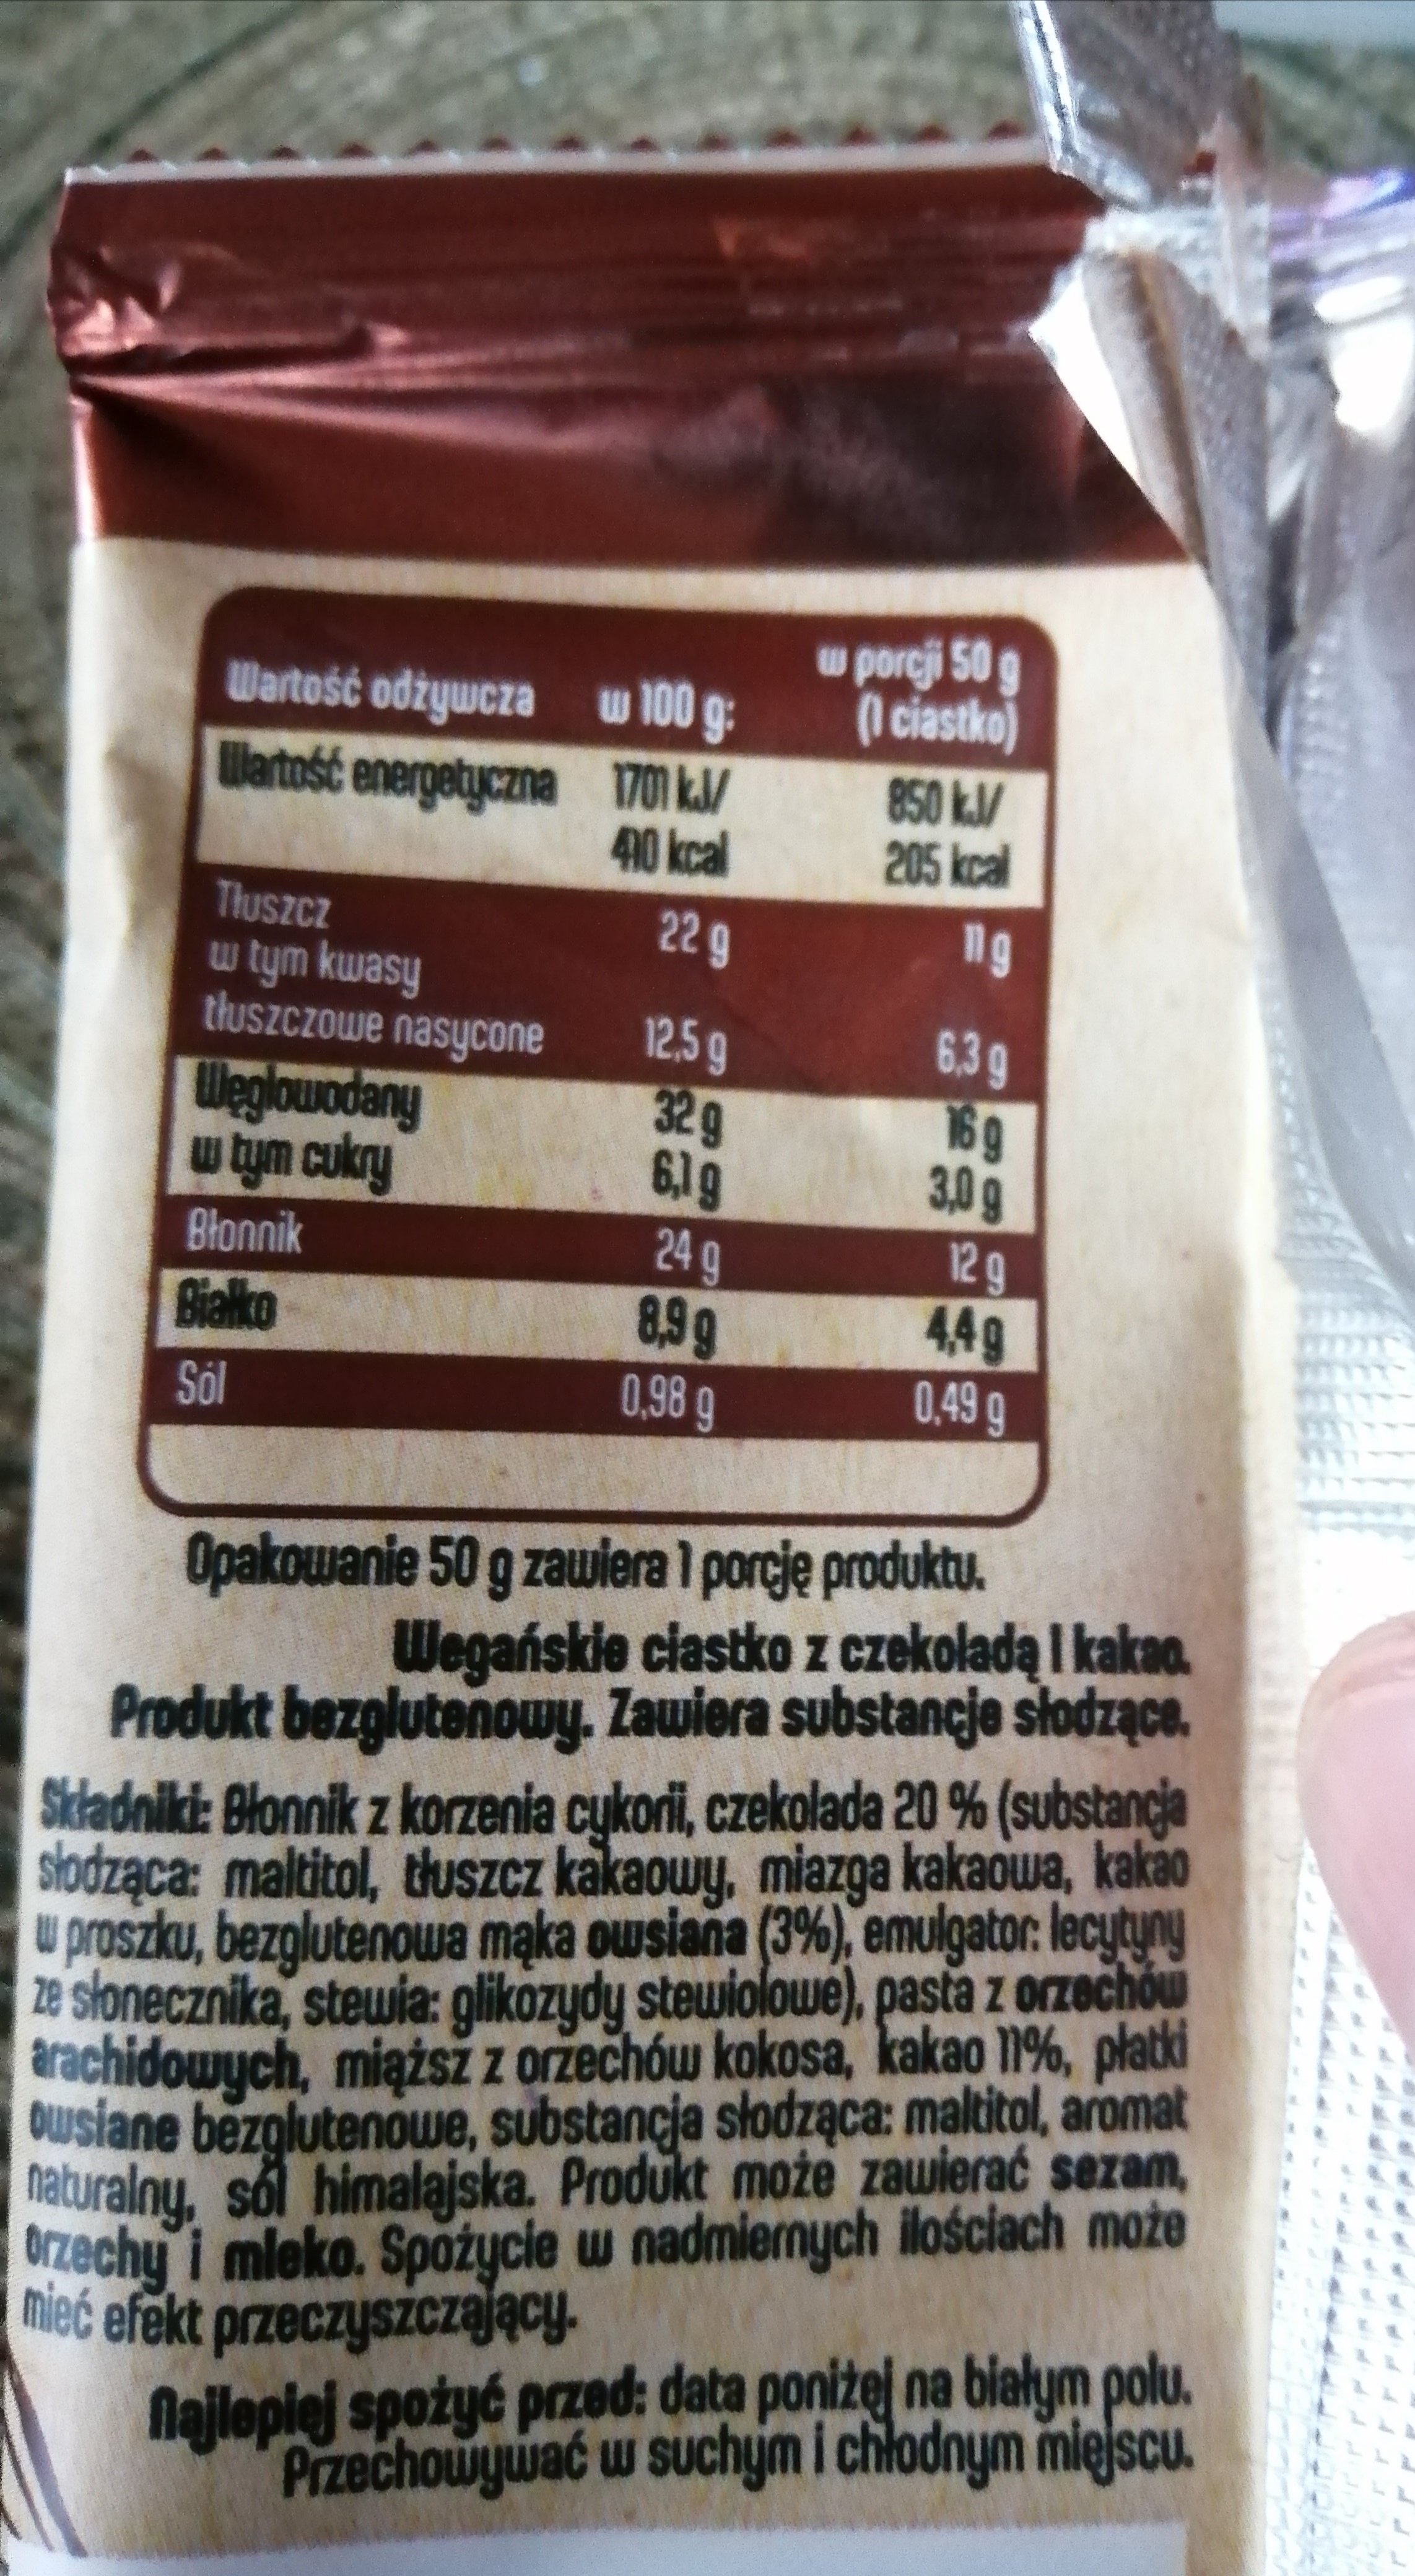 Wartość odżywcza w 100 g: w porcji 50 g (1 ciastko)
Wartość energetyczna 1701 kJ/ 850 kJ/
410 kcal 205 kcal
Tłuszcz 22 g 11 g
w tym kwasy
tłuszczowe nasycone 12,5 g 6,3 g
Węglowodany 32 g 16 g
w tym cukry 6,1 g 3,0 g
Błonnik 24 g 12 g
Białko 8,9 g 4,4 g
Sól 0,98 g 0,49 g
Opakowanie 50 g zawiera 1 porcję produktu.
Wegańskie ciastko z czekoladą i kakao.
Produkt bezglutenowy. Zawiera substancje słodzące.
Składniki: Błonnik z korzenia cykorii, czekolada 20 % (substancja
słodząca: maltitol, tłuszcz kakaowy, miazga kakaowa, kakao
w proszku, bezglutenowa mąka owsiana (3%), emulgator: lecytyny
ze słonecznika, stewia: glikozydy stewiolowe), pasta z orzechów
arachidowych, miąższ z orzechów kokosa, kakao 11%, płatki
owsiane bezglutenowe, substancja słodząca: maltitol, aromat
naturalny, sól himalajska. Produkt może zawierać sezam,
orzechy i mleko. Spożycie w nadmiernych ilościach może
mieć efekt przeczyszczający.
Najlepiej spożyć przed: data poniżej na białym polu.
Przechowywać w suchym i chłodnym miejscu.